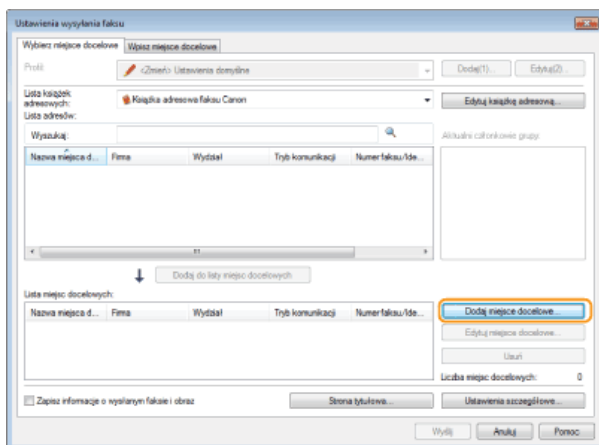 Ustawienia wysyłania faksu
Wybierz miejsce docelowe Wpisz miejsce docelowe
Profil: <Zmień> Ustawienia domyślne Dodaj(1)... Edytuj(2)...
Lista książek adresowych: Książka adresowa faksu Canon Edytuj książkę adresową...
Lista adresów:
Wyszukaj: Aktualni członkowie grupy:
Nazwa miejsca d... Firma Wydział Tryb komunikacji Numer faksu/Ide...
Dodaj do listy miejsc docelowych
Lista miejsc docelowych:
Nazwa miejsca d... Firma Wydział Tryb komunikacji Numer faksu/Ide... Dodaj miejsce docelowe...
Edytuj miejsce docelowe...
Usuń
Liczba miejsc docelowych: 0
Zapisz informacje o wysłanym faksie i obraz Strona tytułowa... Ustawienia szczegółowe...
Wyślij Anuluj Pomoc